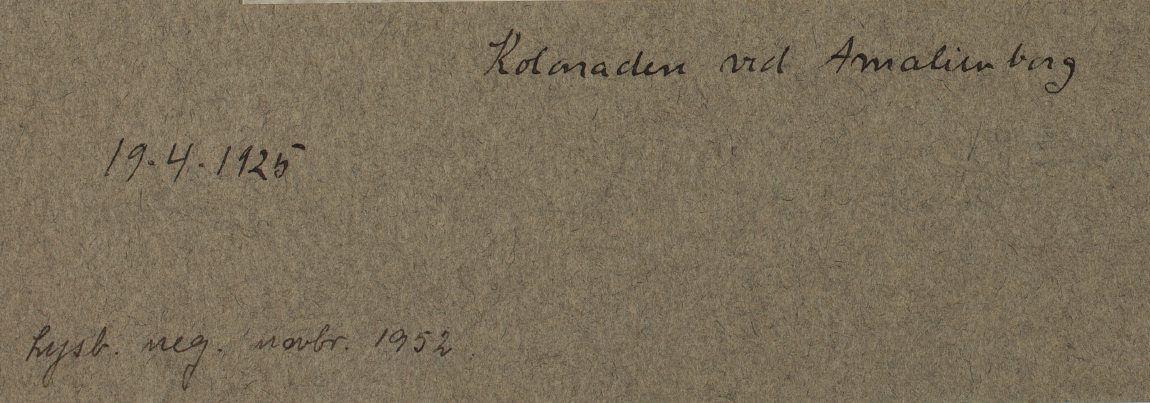 Kolonaden ved Amalienborg
19.4.1925
Lysb. neg. novbr. 1952